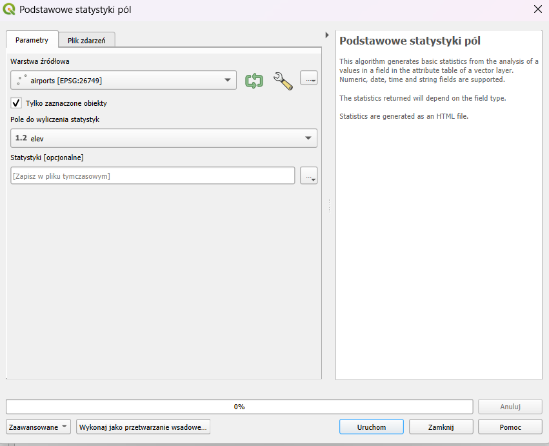 Podstawowe statystyki pól
Parametry
Plik zdarzeń
Warstwa źródłowa
airports [EPSG:26749]
...
Tylko zaznaczone obiekty
Pole do wyliczenia statystyk
1.2 elev
Statystyki [opcjonalne]
[Zapisz w pliku tymczasowym]
...
Podstawowe statystyki pól
This algorithm generates basic statistics from the analysis of a
values in a field in the attribute table of a vector layer.
Numeric, date, time and string fields are supported.
The statistics returned will depend on the field type.
Statistics are generated as an HTML file.
0%
Anuluj
Zaawansowane
Wykonaj jako przetwarzanie wsadowe...
Uruchom
Zamknij
Pomoc